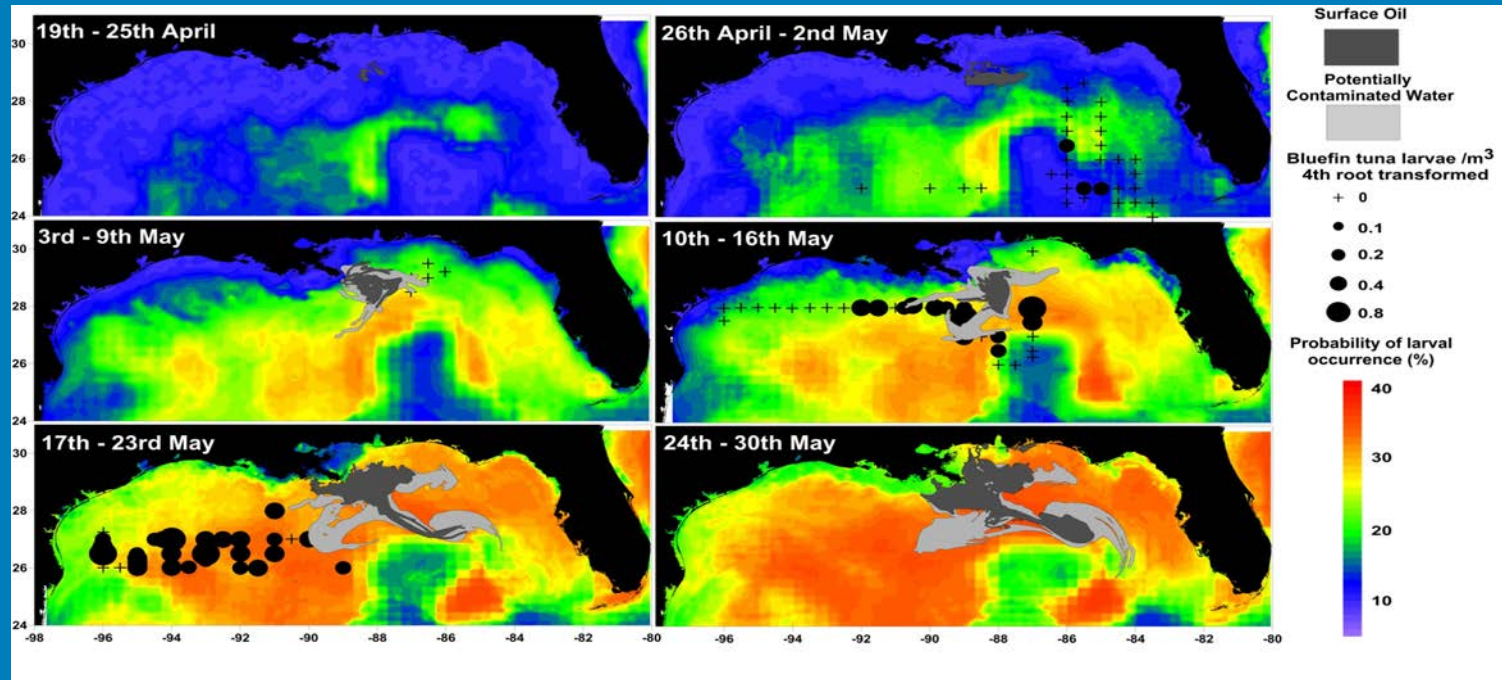 19th - 25th April
26th April - 2nd May
30
28
26
24
3rd - 9th May
10th - 16th May
30
28
26
24
17th - 23rd May
24th - 30th May
30
28
26
24
-98 -96 -94 -92 -90 -88 -86 -84 -82 -80
-96 -94 -92 -90 -88 -86 -84 -82 -80
Surface Oil
Potentially
Contaminated Water
Bluefin tuna larvae /m3
4th root transformed
+ 0
0.1
0.2
0.4
0.8
Probability of larval
occurrence (%)
40
30
20
10